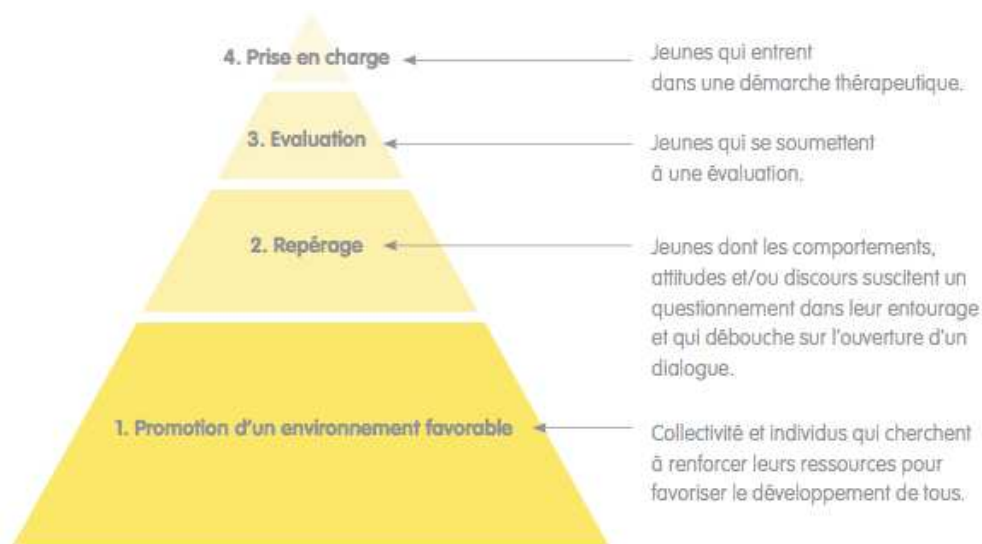 4. Prise en charge
Jeunes qui entrent
dans une démarche thérapeutique.
3. Evaluation
Jeunes qui se soumettent
à une évaluation.
2. Repérage
Jeunes dont les comportements,
attitudes et/ou discours suscitent un
questionnement dans leur entourage
et qui débouche sur l'ouverture d'un
dialogue.
1. Promotion d'un environnement favorable
Collectivité et individus qui cherchent
à renforcer leurs ressources pour
favoriser le développement de tous.